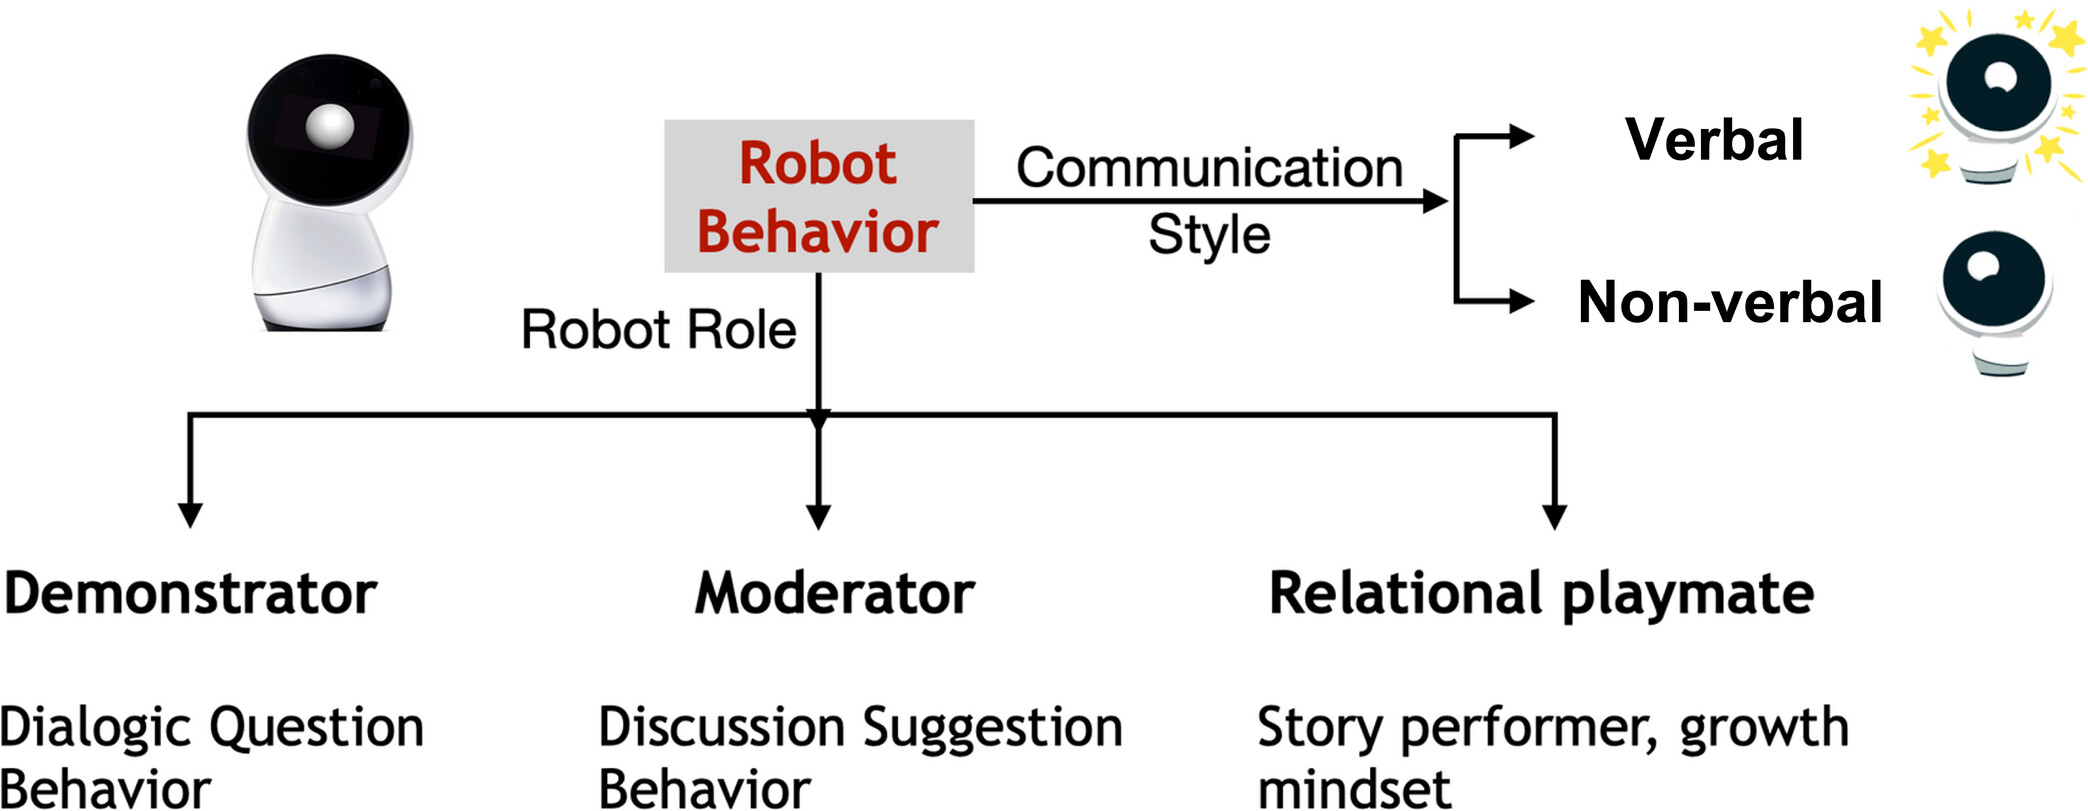 Robot
Behavior
Communication
Style
Verbal
Non-verbal
Robot Role
Demonstrator
Moderator
Relational playmate
Dialogic Question
Behavior
Discussion Suggestion
Behavior
Story performer, growth
mindset